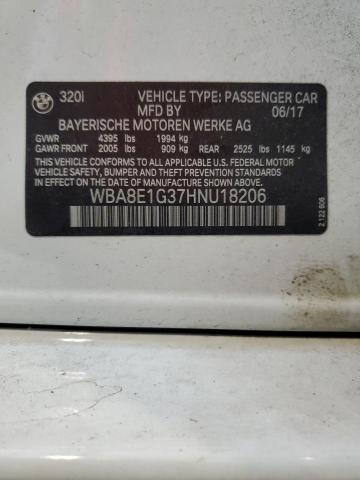 320I VEHICLE TYPE: PASSENGER CAR
MFD BY 06/17
BAYERISCHE MOTOREN WERKE AG
GVWR 4395 lbs 1994 kg
GAWR FRONT 2005 lbs 909 kg REAR 2525 lbs 1145 kg
THIS VEHICLE CONFORMS TO ALL APPLICABLE U.S. FEDERAL MOTOR
VEHICLE SAFETY, BUMPER AND THEFT PREVENTION STANDARDS IN
EFFECT ON THE DATE OF MANUFACTURE SHOWN ABOVE.
WBA8E1G37HNU18206
2 122 606